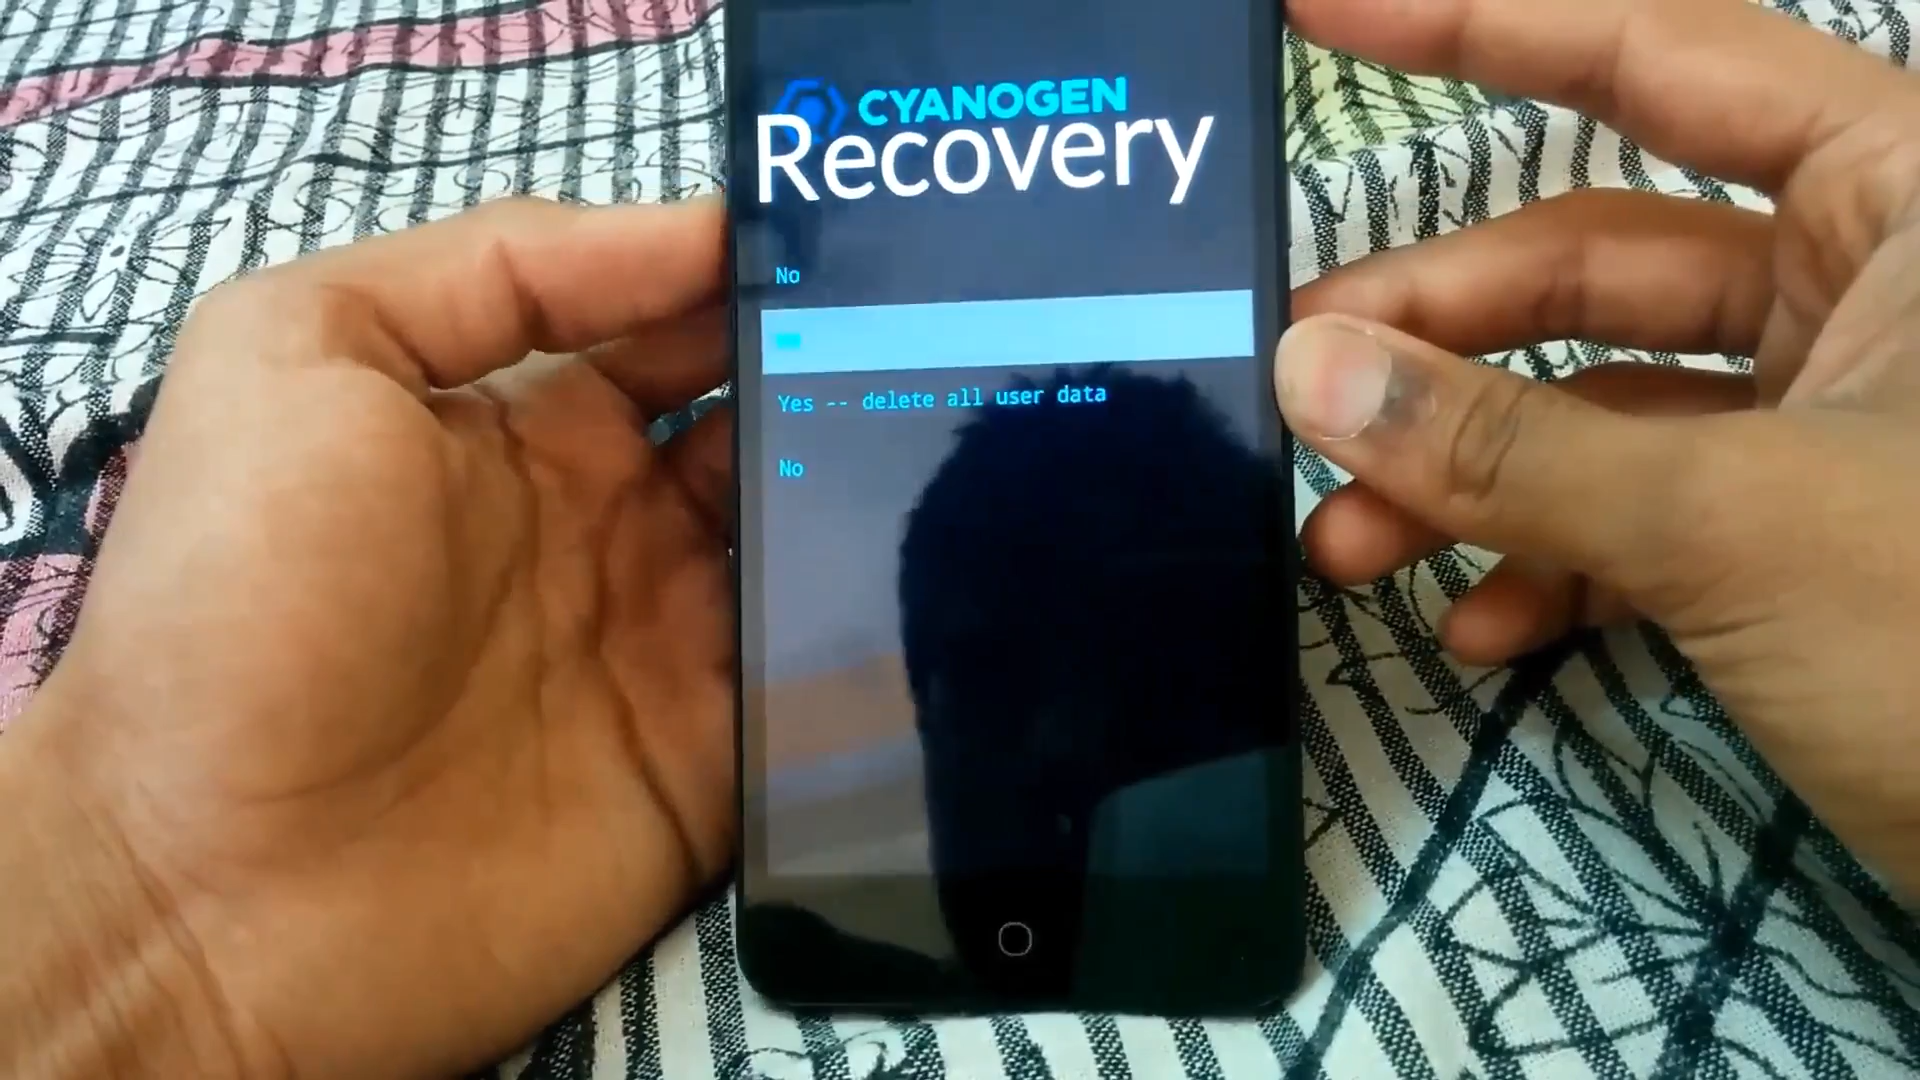 CYANOGEN
Recovery
No
Yes -- delete all user data
No